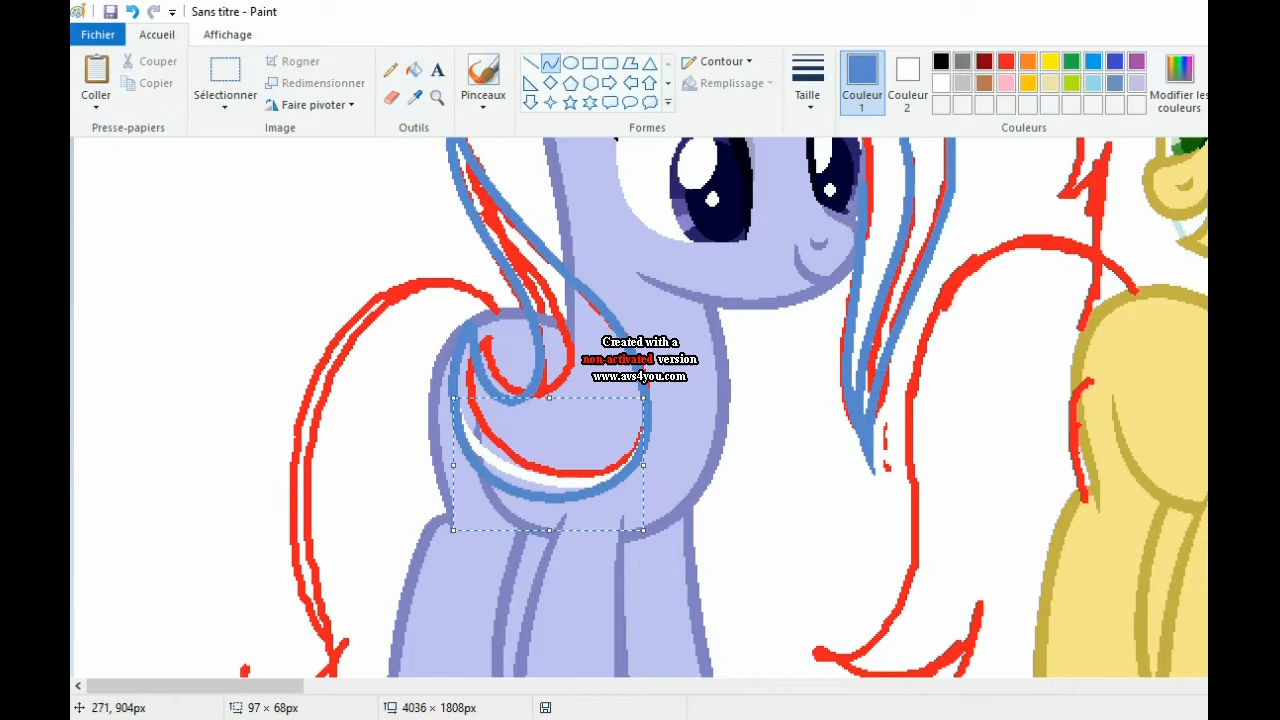 Sans titre - Paint
Fichier Accueil Affichage
Coller
Couper
Copier
Presse-papiers
Sélectionner
Rogner
Redimensionner
Faire pivoter
Image
Outils
Pinceaux
Contour
Remplissage
Formes
Taille
Couleur 1
Couleur 2
Modifier les couleurs
Couleurs
Created with a
non-activated version
www.avs4you.com
271, 904px 97 × 68px 4036 × 1808px